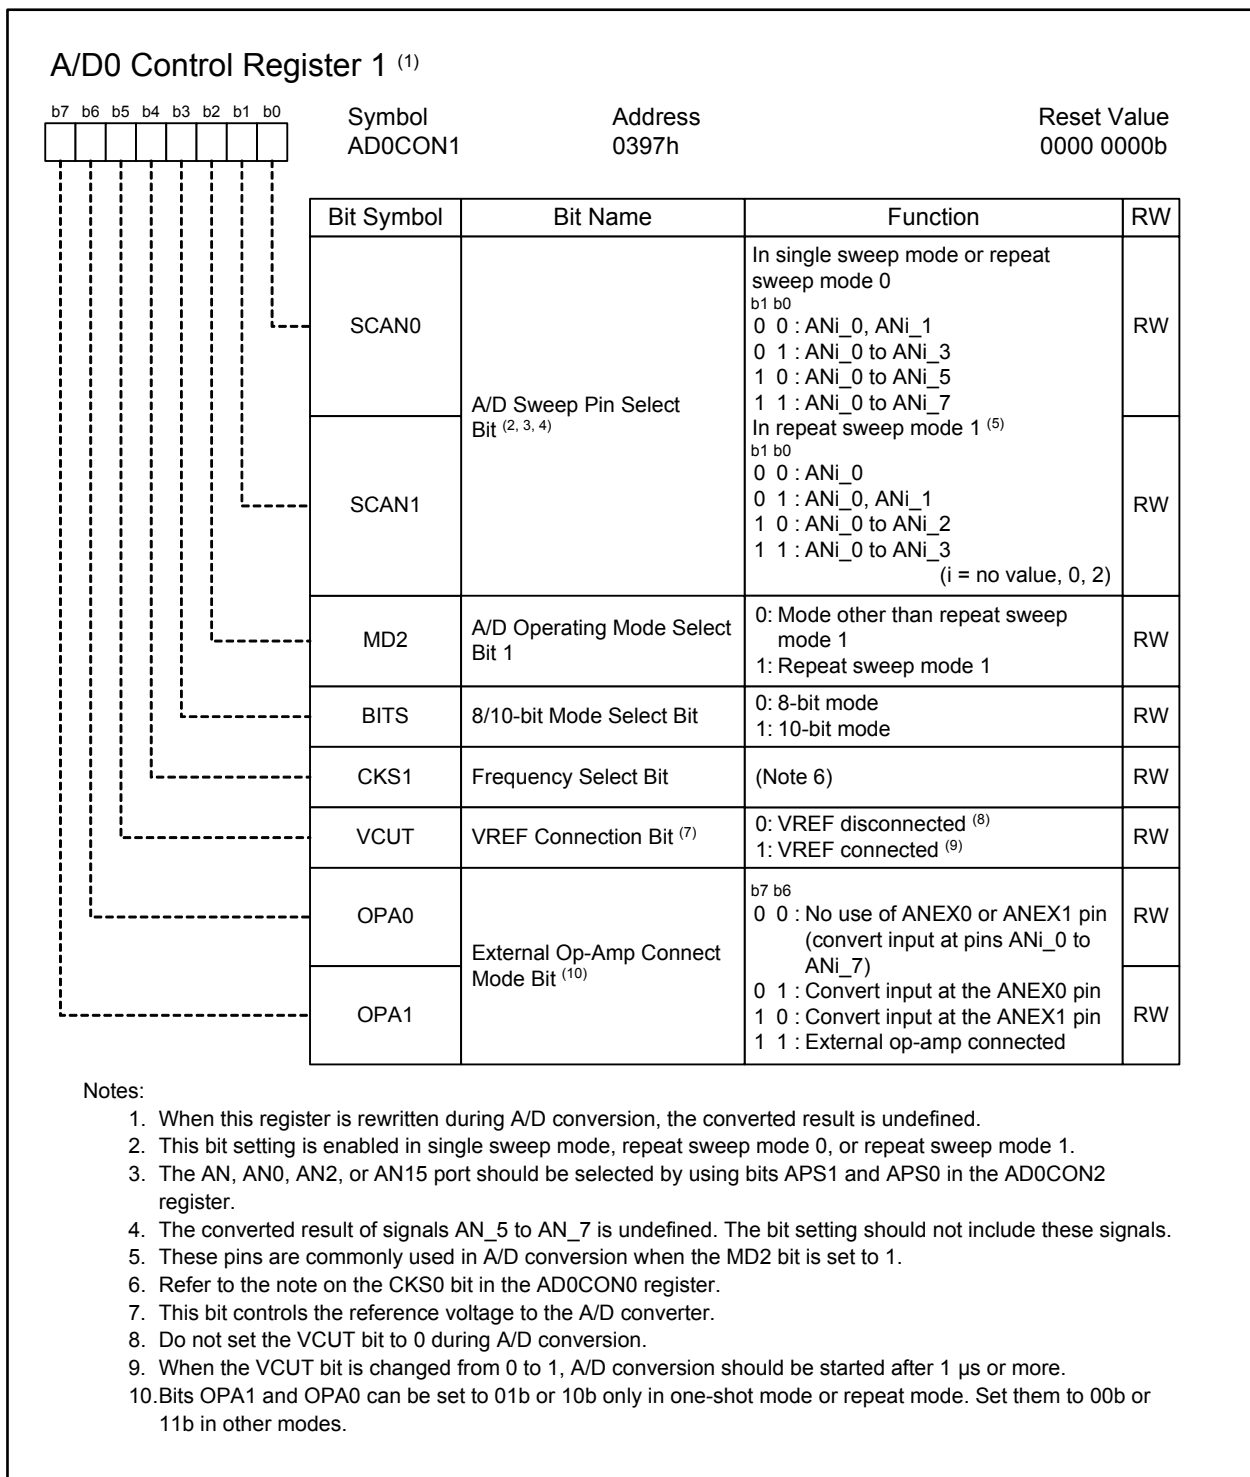 A/D0 Control Register 1 (1)
b7 b6 b5 b4 b3 b2 b1 b0
Symbol Address Reset Value
AD0CON1 0397h 0000 0000b
Bit Symbol Bit Name Function RW
SCAN0
A/D Sweep Pin Select
Bit (2, 3, 4)
In single sweep mode or repeat
sweep mode 0
b1 b0
0 0 : ANi_0, ANi_1
0 1 : ANi_0 to ANi_3
1 0 : ANi_0 to ANi_5
1 1 : ANi_0 to ANi_7
RW
SCAN1
In repeat sweep mode 1 (5)
b1 b0
0 0 : ANi_0
0 1 : ANi_0, ANi_1
1 0 : ANi_0 to ANi_2
1 1 : ANi_0 to ANi_3
(i = no value, 0, 2)
RW
MD2
A/D Operating Mode Select
Bit 1
0: Mode other than repeat sweep
mode 1
1: Repeat sweep mode 1
RW
BITS
8/10-bit Mode Select Bit
0: 8-bit mode
1: 10-bit mode
RW
CKS1 Frequency Select Bit (Note 6) RW
VCUT
VREF Connection Bit (7)
0: VREF disconnected (8)
1: VREF connected (9)
RW
OPA0
External Op-Amp Connect
Mode Bit (10)
b7 b6
0 0 : No use of ANEX0 or ANEX1 pin
(convert input at pins ANi_0 to
ANi_7)
RW
OPA1
0 1 : Convert input at the ANEX0 pin
1 0 : Convert input at the ANEX1 pin
1 1 : External op-amp connected
RW
Notes:
1. When this register is rewritten during A/D conversion, the converted result is undefined.
2. This bit setting is enabled in single sweep mode, repeat sweep mode 0, or repeat sweep mode 1.
3. The AN, AN0, AN2, or AN15 port should be selected by using bits APS1 and APS0 in the AD0CON2
register.
4. The converted result of signals AN_5 to AN_7 is undefined. The bit setting should not include these signals.
5. These pins are commonly used in A/D conversion when the MD2 bit is set to 1.
6. Refer to the note on the CKS0 bit in the AD0CON0 register.
7. This bit controls the reference voltage to the A/D converter.
8. Do not set the VCUT bit to 0 during A/D conversion.
9. When the VCUT bit is changed from 0 to 1, A/D conversion should be started after 1 µs or more.
10.Bits OPA1 and OPA0 can be set to 01b or 10b only in one-shot mode or repeat mode. Set them to 00b or
11b in other modes.